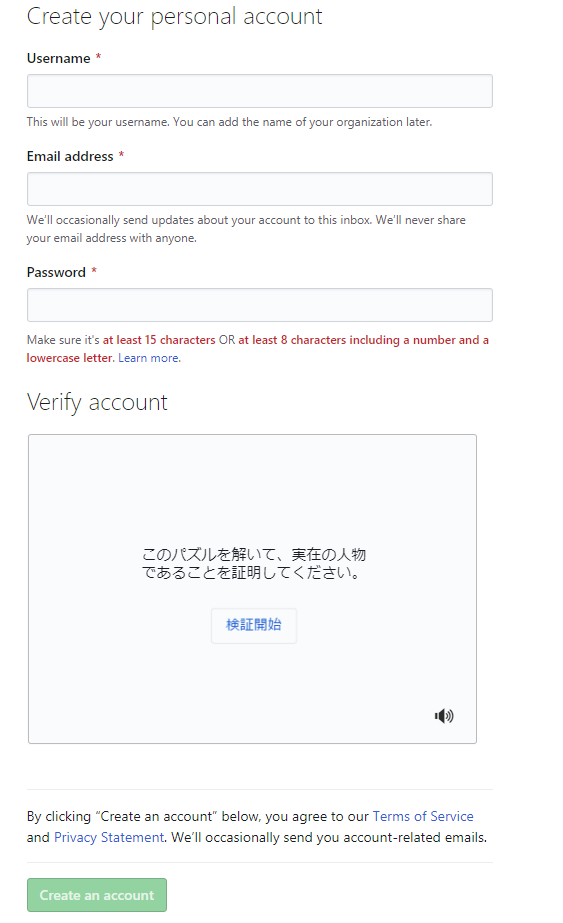 Create your personal account
Username *
This will be your username. You can add the name of your organization later.
Email address *
We'll occasionally send updates about your account to this inbox. We'll never share
your email address with anyone.
Password *
Make sure it's at least 15 characters OR at least 8 characters including a number and a
lowercase letter. Learn more.
Verify account
このパズルを解いて、実在の人物
であることを証明してください。
検証開始
By clicking “Create an account” below, you agree to our Terms of Service
and Privacy Statement. We'll occasionally send you account-related emails.
Create an account